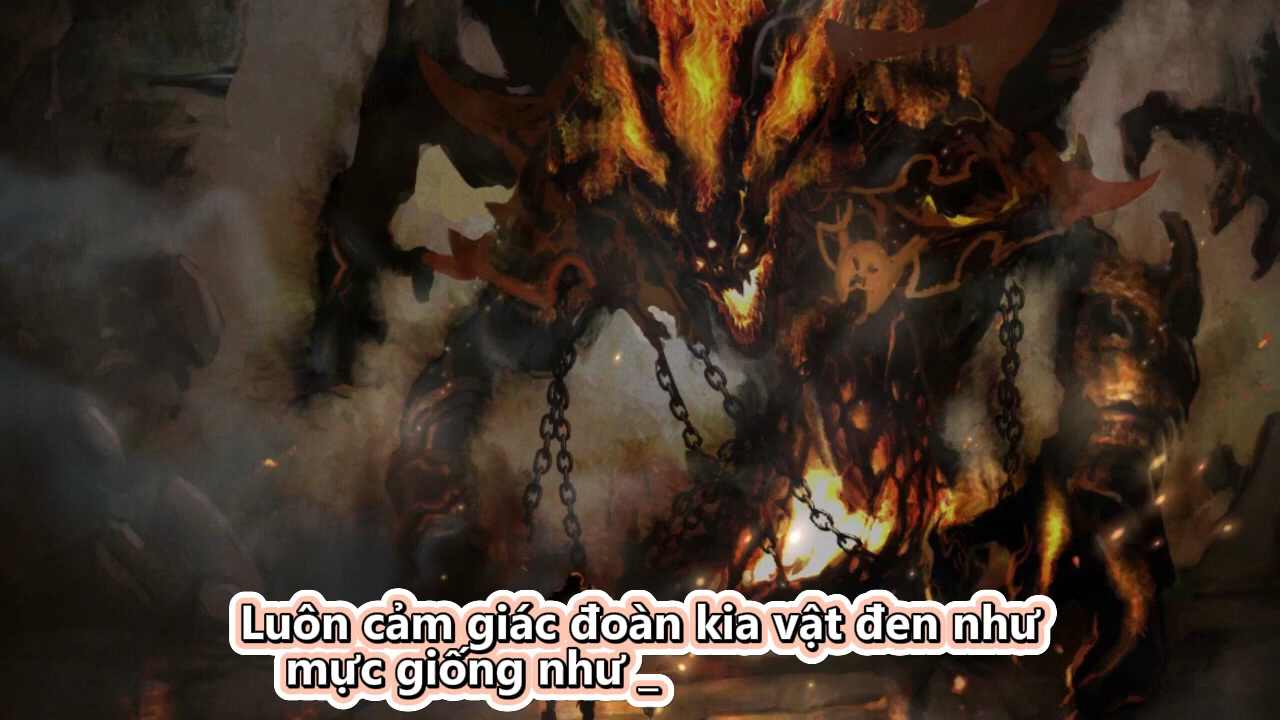 Luôn cảm giác đoàn kia vật đen như
mực giống như _